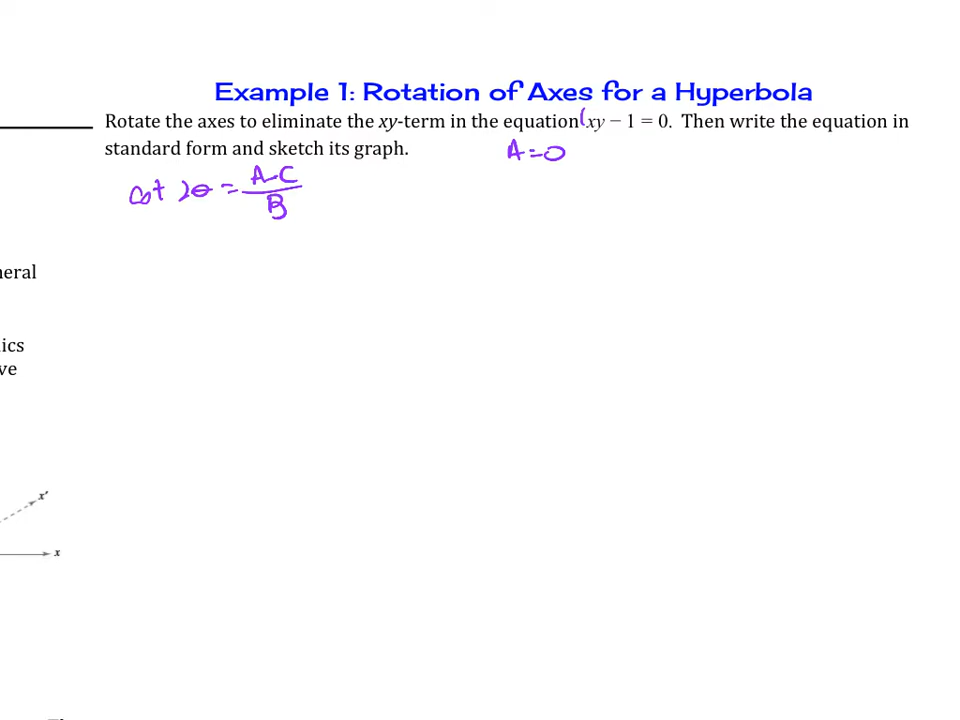 Example 1: Rotation of Axes for a Hyperbola
Rotate the axes to eliminate the xy-term in the equation (xy − 1 = 0. Then write the equation in
standard form and sketch its graph.
A=0
cot 2θ = A-C / B
neral
ics
ve
x'
x